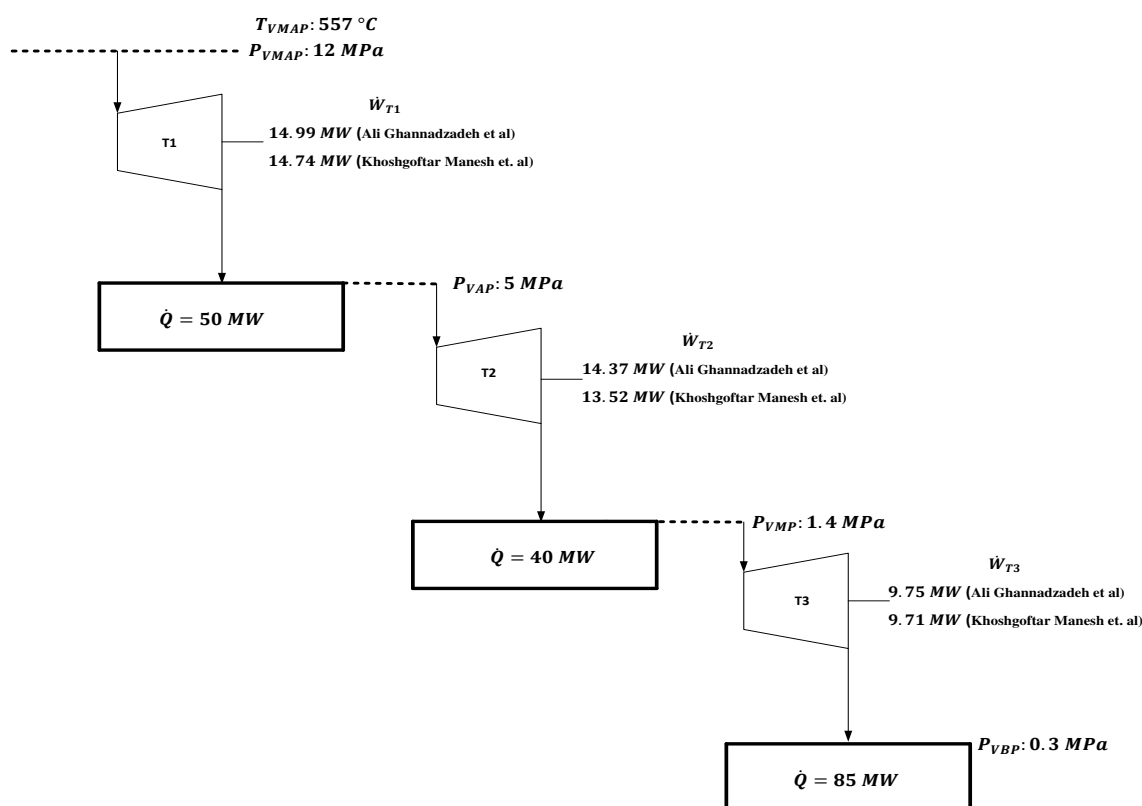 T_VMAP: 557 °C
P_VMAP: 12 MPa
Ẇ_T1
T1
14.99 MW (Ali Ghannadzadeh et al)
14.74 MW (Khoshgoftar Manesh et. al)
Q̇ = 50 MW
P_VAP: 5 MPa
Ẇ_T2
T2
14.37 MW (Ali Ghannadzadeh et al)
13.52 MW (Khoshgoftar Manesh et. al)
Q̇ = 40 MW
P_VMP: 1.4 MPa
Ẇ_T3
T3
9.75 MW (Ali Ghannadzadeh et al)
9.71 MW (Khoshgoftar Manesh et. al)
P_VBP: 0.3 MPa
Q̇ = 85 MW